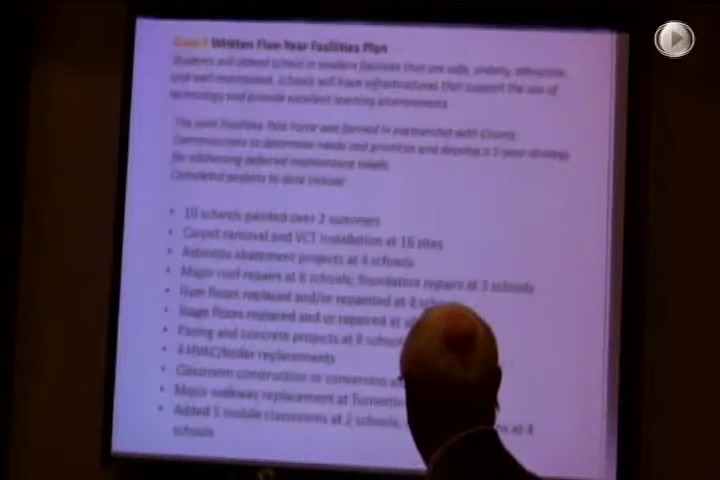 Written Five-Year Facilities Plan
Students will attend school in modern facilities that are safe, orderly, attractive
and well-maintained. Schools will have infrastructures that support the use of
technology and provide excellent learning environments.
The Joint Facilities Task Force was formed in partnership with County
Commissioners to determine needs and priorities and develop a 5-year strategy
for addressing deferred maintenance needs.
Completed projects to date include:
• 10 schools painted over 2 summers
• Carpet removal and VCT installation at 16 sites
• Asbestos abatement projects at 4 schools
• Major roof repairs at 6 schools; foundation repairs at 3 schools
• Gym floors replaced and/or repainted at 4 schools
• Stage floors replaced and or repaired at
• Paving and concrete projects at 8 schools
• 4 HVAC/boiler replacements
• Classroom construction or conversion
• Major walkway replacement at
• Added 5 mobile classrooms at 2 schools, at 4
schools